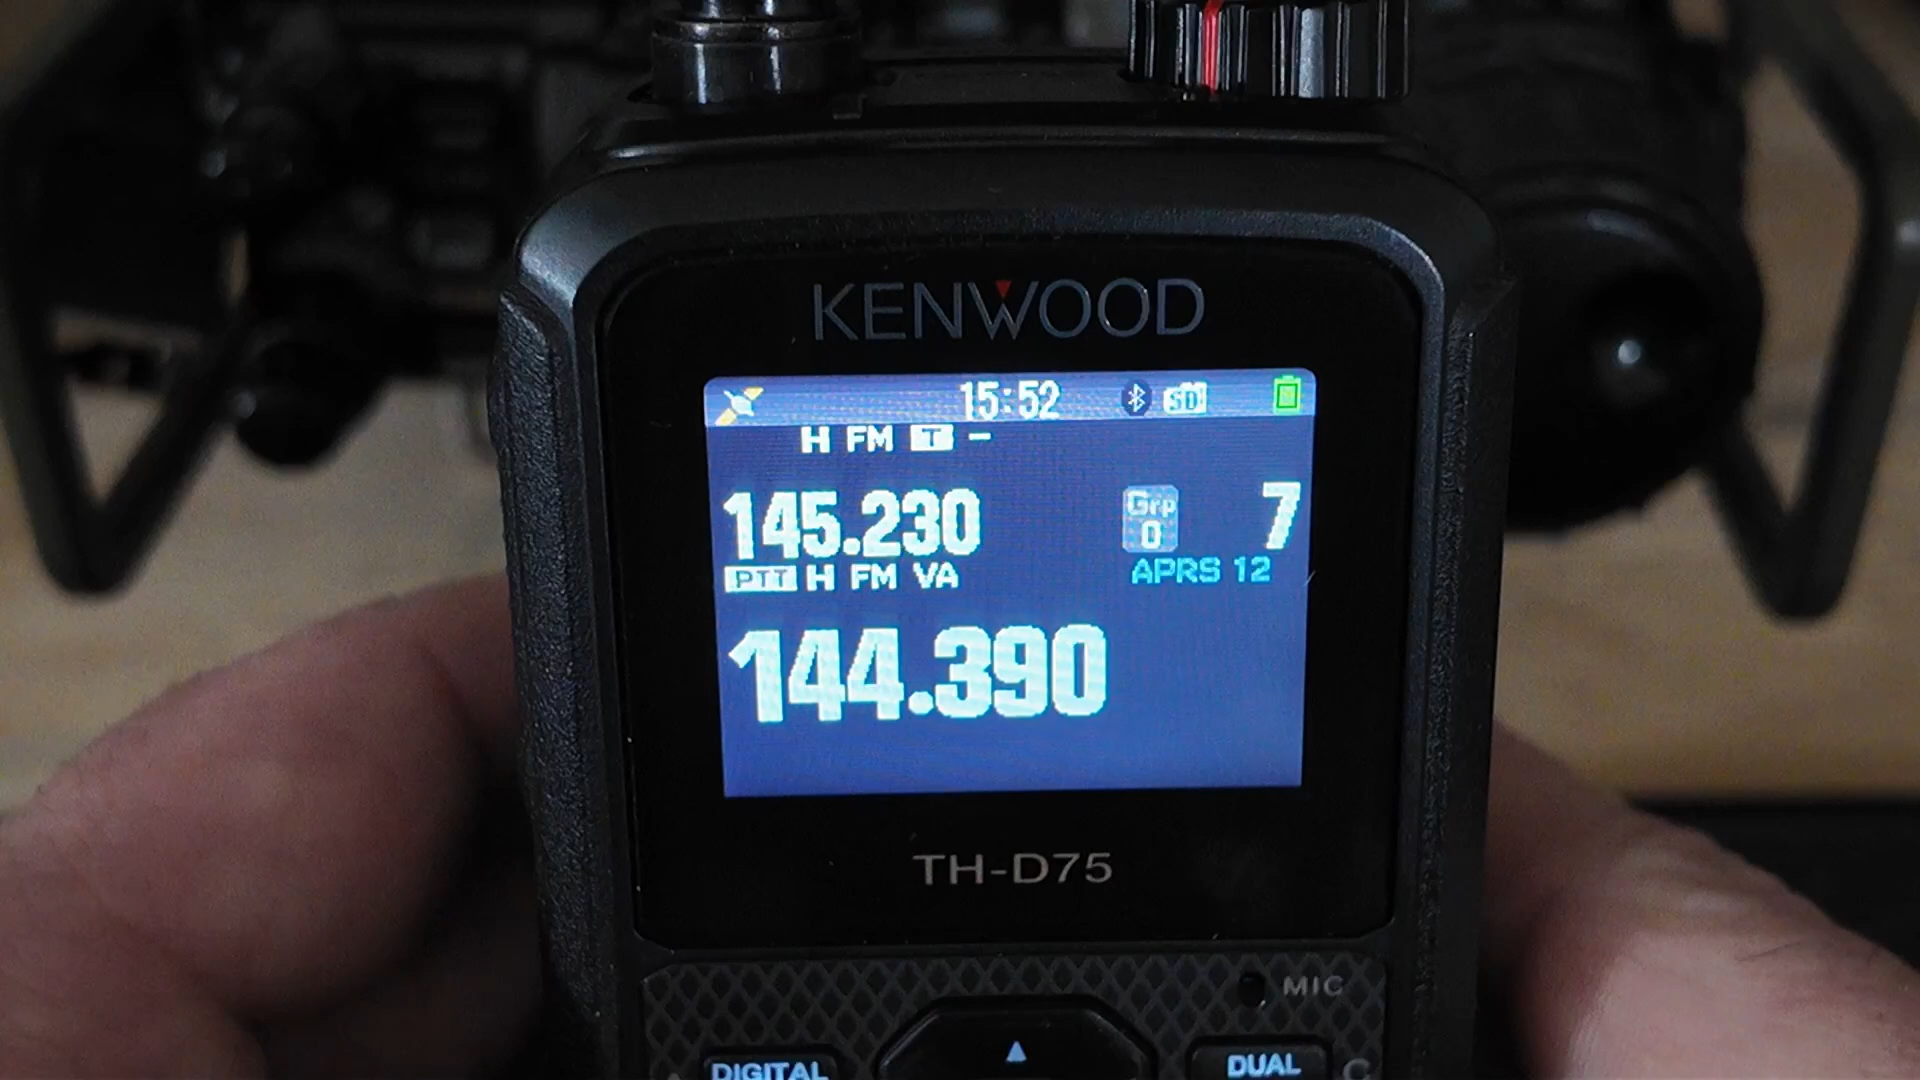 KENWOOD
15:52 SD
H FM T −
145.230 Grp 0 7
PTT H FM VA APRS 12
144.390
TH-D75
MIC
DIGITAL DUAL